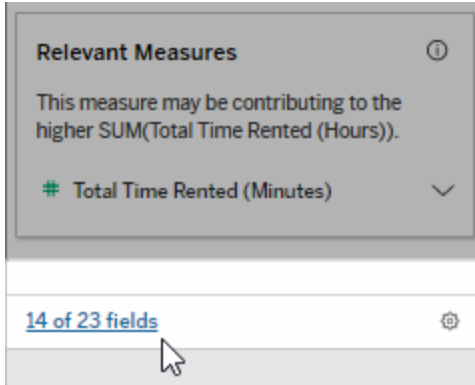 Relevant Measures
This measure may be contributing to the
higher SUM(Total Time Rented (Hours)).
# Total Time Rented (Minutes)
14 of 23 fields